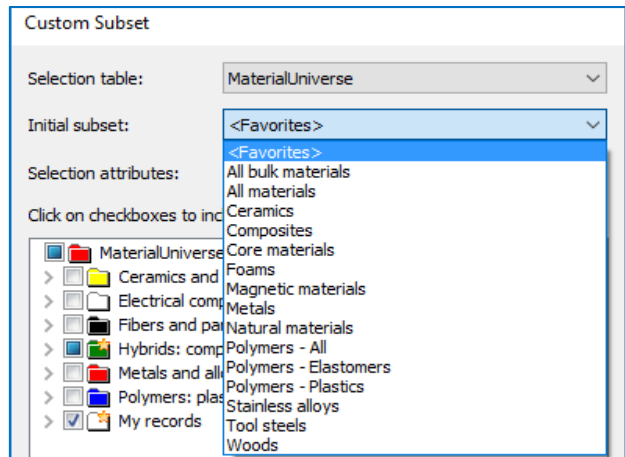 Custom Subset
Selection table: MaterialUniverse
Initial subset: <Favorites>
<Favorites>
All bulk materials
All materials
Ceramics
Composites
Core materials
Foams
Magnetic materials
Metals
Natural materials
Polymers - All
Polymers - Elastomers
Polymers - Plastics
Stainless alloys
Tool steels
Woods
Selection attributes:
Click on checkboxes to inc
MaterialUniverse
Ceramics and
Electrical comp
Fibers and par
Hybrids: comp
Metals and allo
Polymers: plas
My records